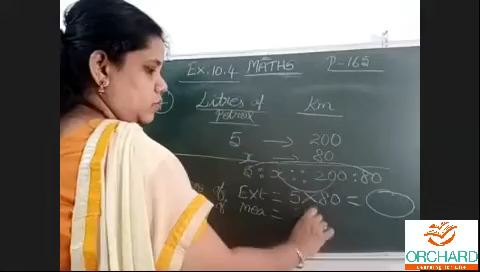 Ex. 10.4 MATHS P-165
Litres of Petrol Km
5 → 200
x → 80
5 : x :: 200 : 80
of Ext = 5 × 80 =
Mea =
ORCHARD